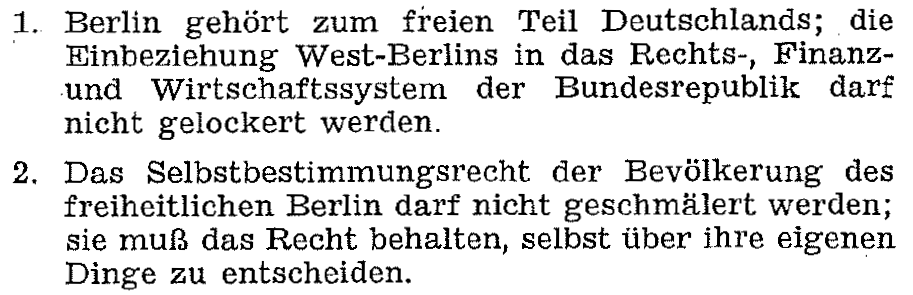 1. Berlin gehört zum freien Teil Deutschlands; die
Einbeziehung West-Berlins in das Rechts-, Finanz-
und Wirtschaftssystem der Bundesrepublik darf
nicht gelockert werden.
2. Das Selbstbestimmungsrecht der Bevölkerung des
freiheitlichen Berlin darf nicht geschmälert werden;
sie muß das Recht behalten, selbst über ihre eigenen
Dinge zu entscheiden.